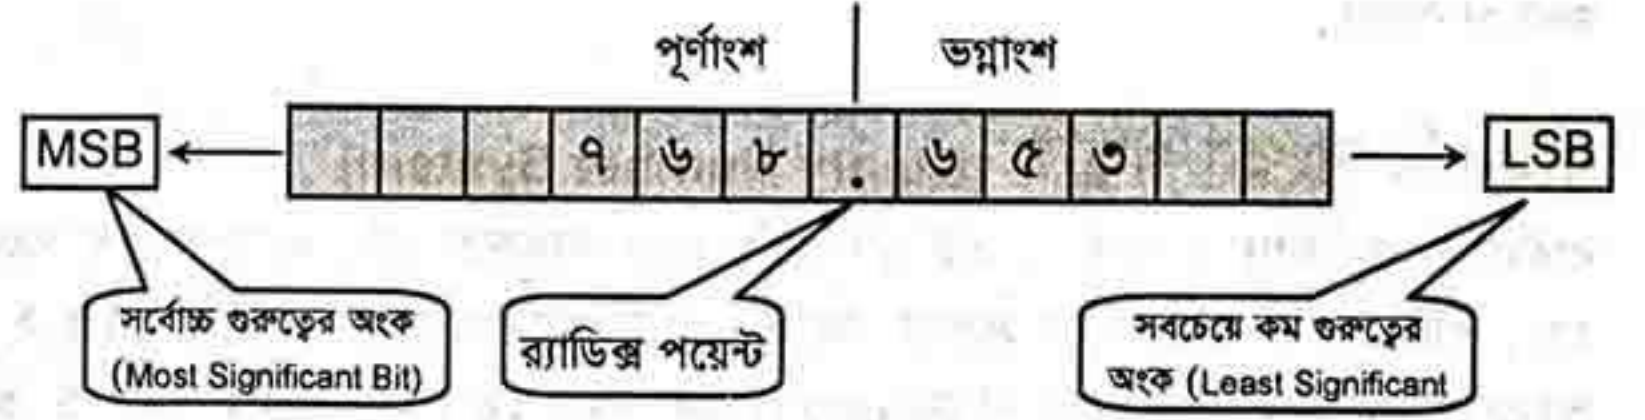 পূর্ণাংশ ভগ্নাংশ
MSB ৭ ৬ ৮ . ৬ ৫ ৩ LSB
সর্বোচ্চ গুরুত্বের অংক
(Most Significant Bit)
র‍্যাডিক্স পয়েন্ট
সবচেয়ে কম গুরুত্বের
অংক (Least Significant